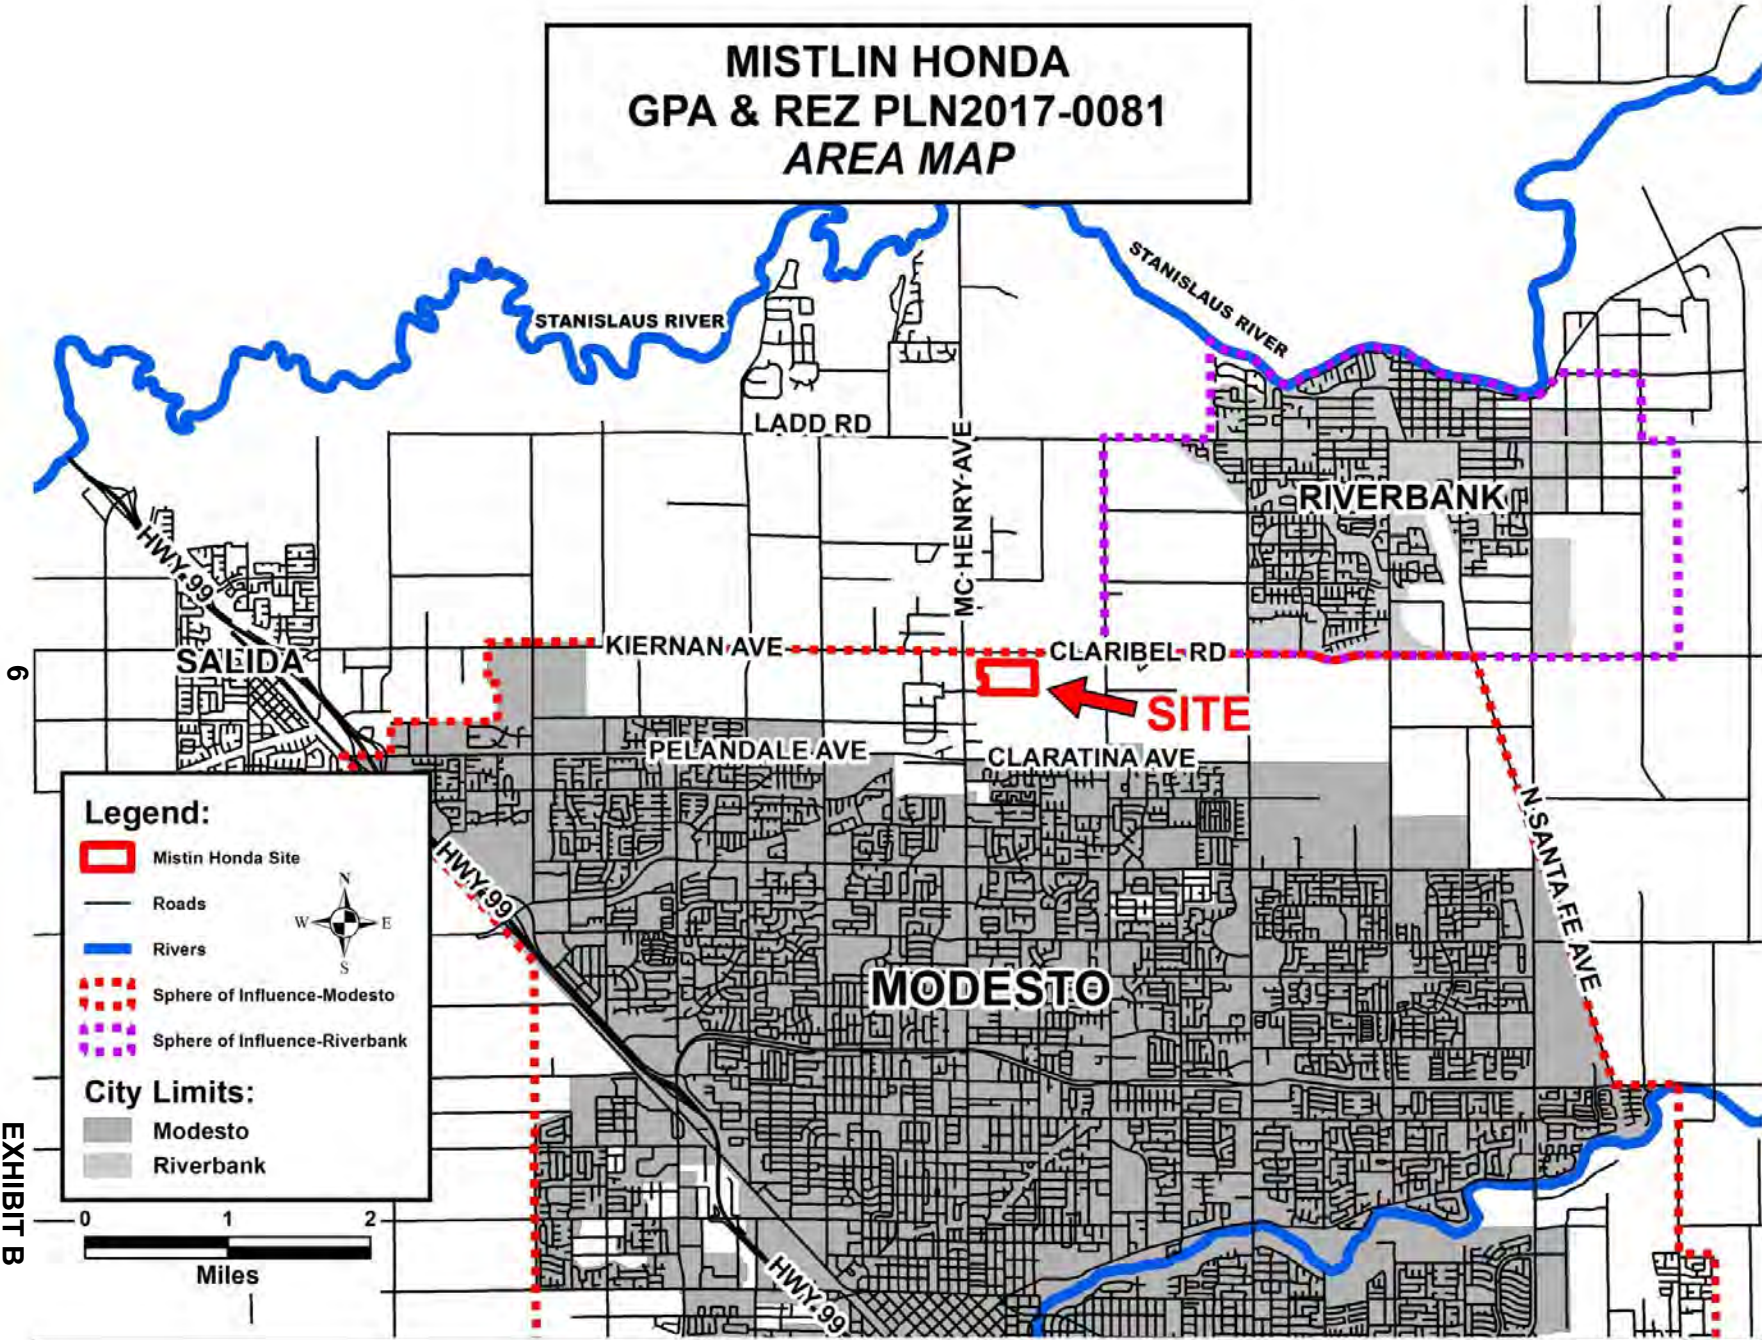 MISTLIN HONDA
GPA & REZ PLN2017-0081
AREA MAP
STANISLAUS RIVER
STANISLAUS RIVER
LADD RD
MC HENRY AVE
RIVERBANK
HWY 99
SALIDA
KIERNAN AVE
CLARIBEL RD
SITE
PELANDALE AVE
CLARATINA AVE
N SANTA FE AVE
HWY 99
MODESTO
HWY 99
Legend:
Mistin Honda Site
Roads
Rivers
Sphere of Influence-Modesto
Sphere of Influence-Riverbank
N
W
E
S
City Limits:
Modesto
Riverbank
0 1 2
Miles
6
EXHIBIT B